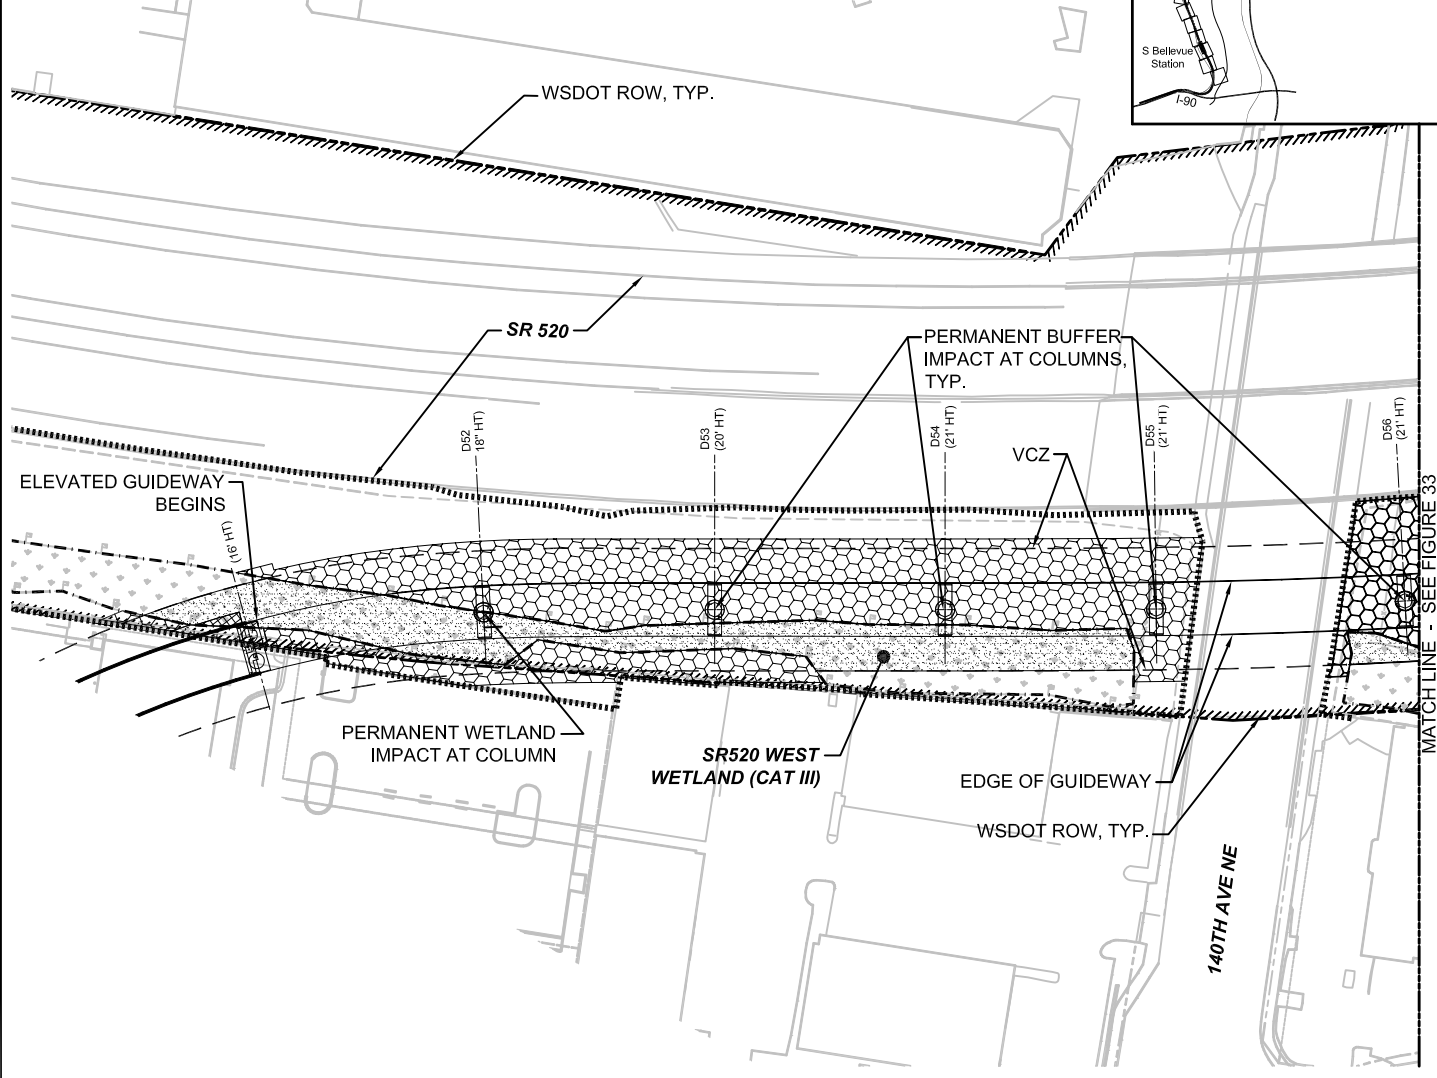 S Bellevue
Station
I-90
WSDOT ROW, TYP.
SR 520
PERMANENT BUFFER
IMPACT AT COLUMNS,
TYP.
D52
18" HT)
D53
(20' HT)
D54
(21' HT)
D55
(21' HT)
D56
(21' HT)
VCZ
ELEVATED GUIDEWAY
BEGINS
(16' HT)
MATCH LINE - SEE FIGURE 33
PERMANENT WETLAND
IMPACT AT COLUMN
SR520 WEST
WETLAND (CAT III)
EDGE OF GUIDEWAY
WSDOT ROW, TYP.
140TH AVE NE